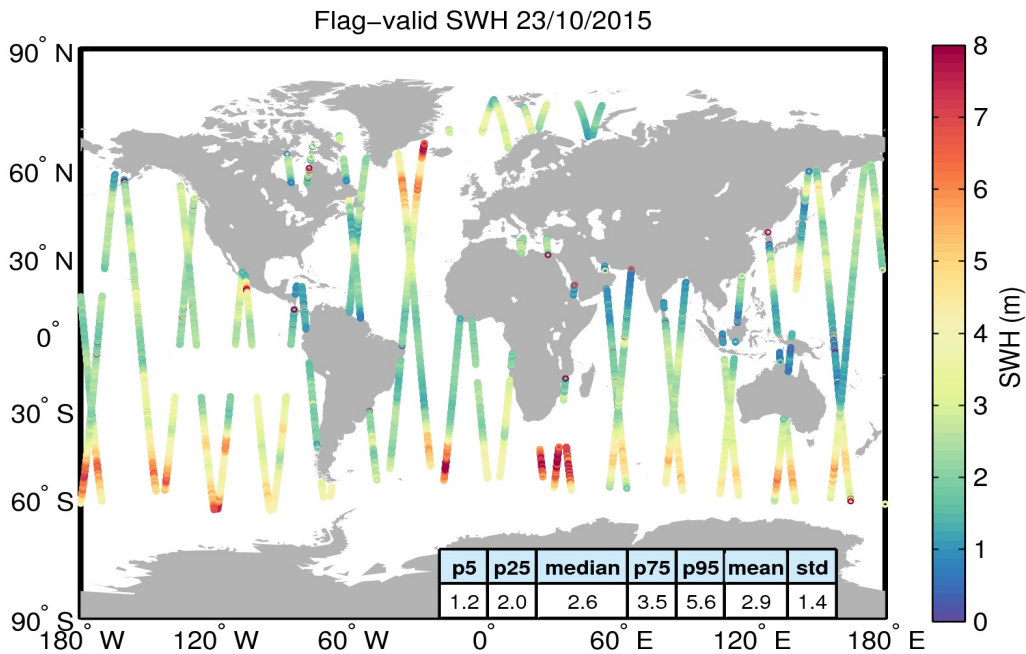 Flag−valid SWH 23/10/2015
90° N
60° N
30° N
0°
30° S
60° S
90° S
180° W
120° W
60° W
0°
60° E
120° E
180° E
p5 p25 median p75 p95 mean std
1.2 2.0 2.6 3.5 5.6 2.9 1.4
8
7
6
5
4
3
2
1
0
SWH (m)